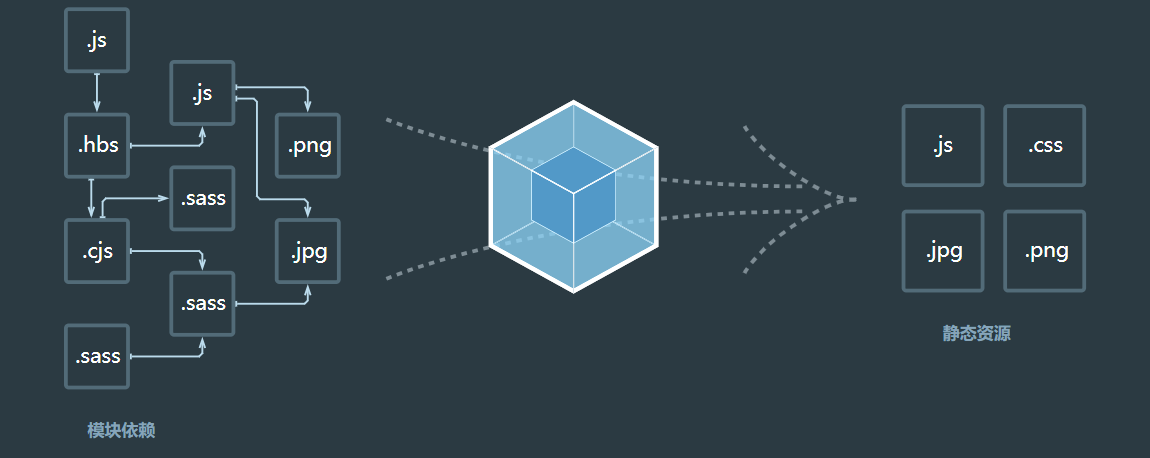 .js
.js
.hbs
.png
.sass
.cjs
.jpg
.sass
.sass
模块依赖
.js
.css
.jpg
.png
静态资源